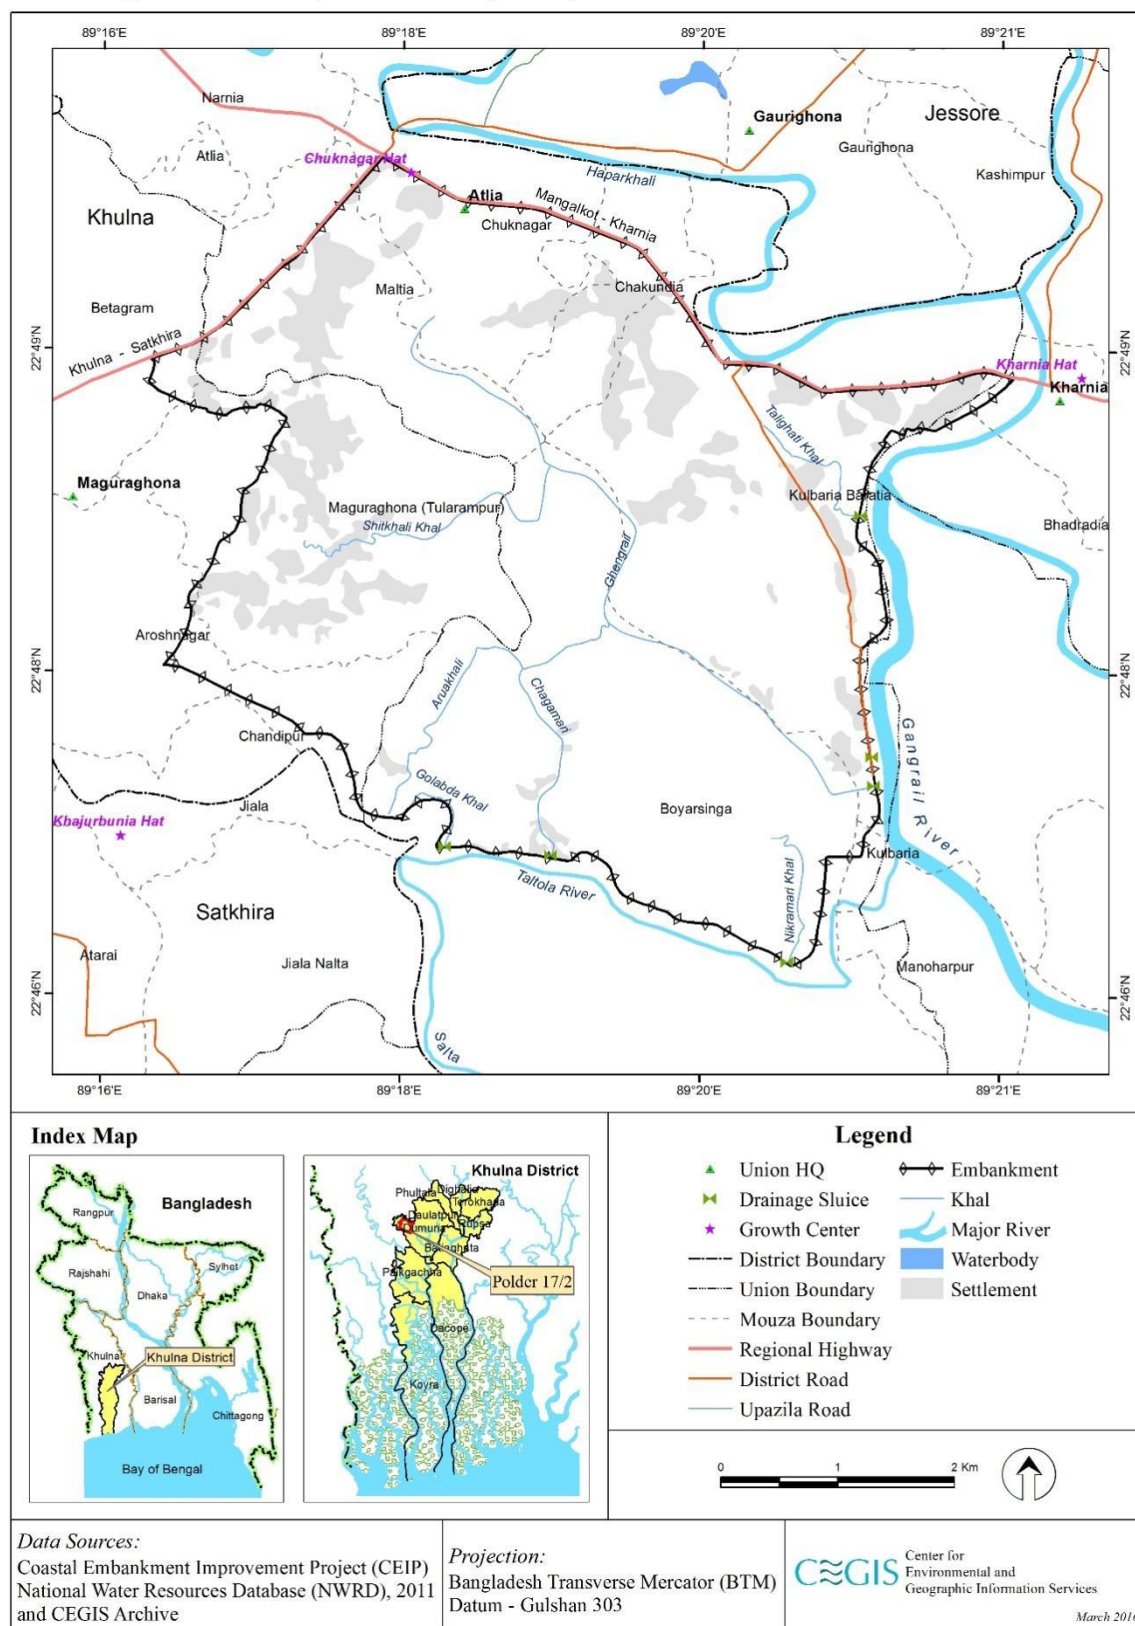 89°16'E
89°18'E
89°20'E
89°21'E
Narnia
Gaurighona
Jessore
Atlia
Chuknagar Hat
Gaurighona
Kashimpur
Haparkhali
Khulna
Atlia
Chuknagar
Mangalkot - Kharnia
Maltia
Chakundia
Betagram
Khulna - Satkhira
22°49'N
22°49'N
Kharnia Hat
Kharnia
Talighati Khal
Maguraghona
Maguraghona (Tularampur)
Shitkhali Khal
Kulbaria Baratia
Bhadradia
Ghengrail
Aroshnagar
22°48'N
22°48'N
Aruakhali
Chagamari
Chandipur
Gangrail River
Golabda Khal
Jiala
Boyarsinga
Khajurbunia Hat
Kulbaria
Taltola River
Nikramari Khal
Satkhira
Atarai
Jiala Nalta
Manoharpur
22°46'N
22°46'N
Salta
89°16'E
89°18'E
89°20'E
89°21'E
Index Map
Bangladesh
Rangpur
Rajshahi
Sylhet
Dhaka
Khulna
Khulna District
Barisal
Chittagong
Bay of Bengal
Khulna District
Phultala
Dighalia
Terokhada
Daulatpur
Rupsa
Batiaghata
Paikgachha
Polder 17/2
Dacope
Koyra
Legend
Union HQ
Drainage Sluice
Growth Center
District Boundary
Union Boundary
Mouza Boundary
Regional Highway
District Road
Upazila Road
Embankment
Khal
Major River
Waterbody
Settlement
0 1 2 Km
Data Sources:
Coastal Embankment Improvement Project (CEIP)
National Water Resources Database (NWRD), 2011
and CEGIS Archive
Projection:
Bangladesh Transverse Mercator (BTM)
Datum - Gulshan 303
CEGIS
Center for
Environmental and
Geographic Information Services
March 2016